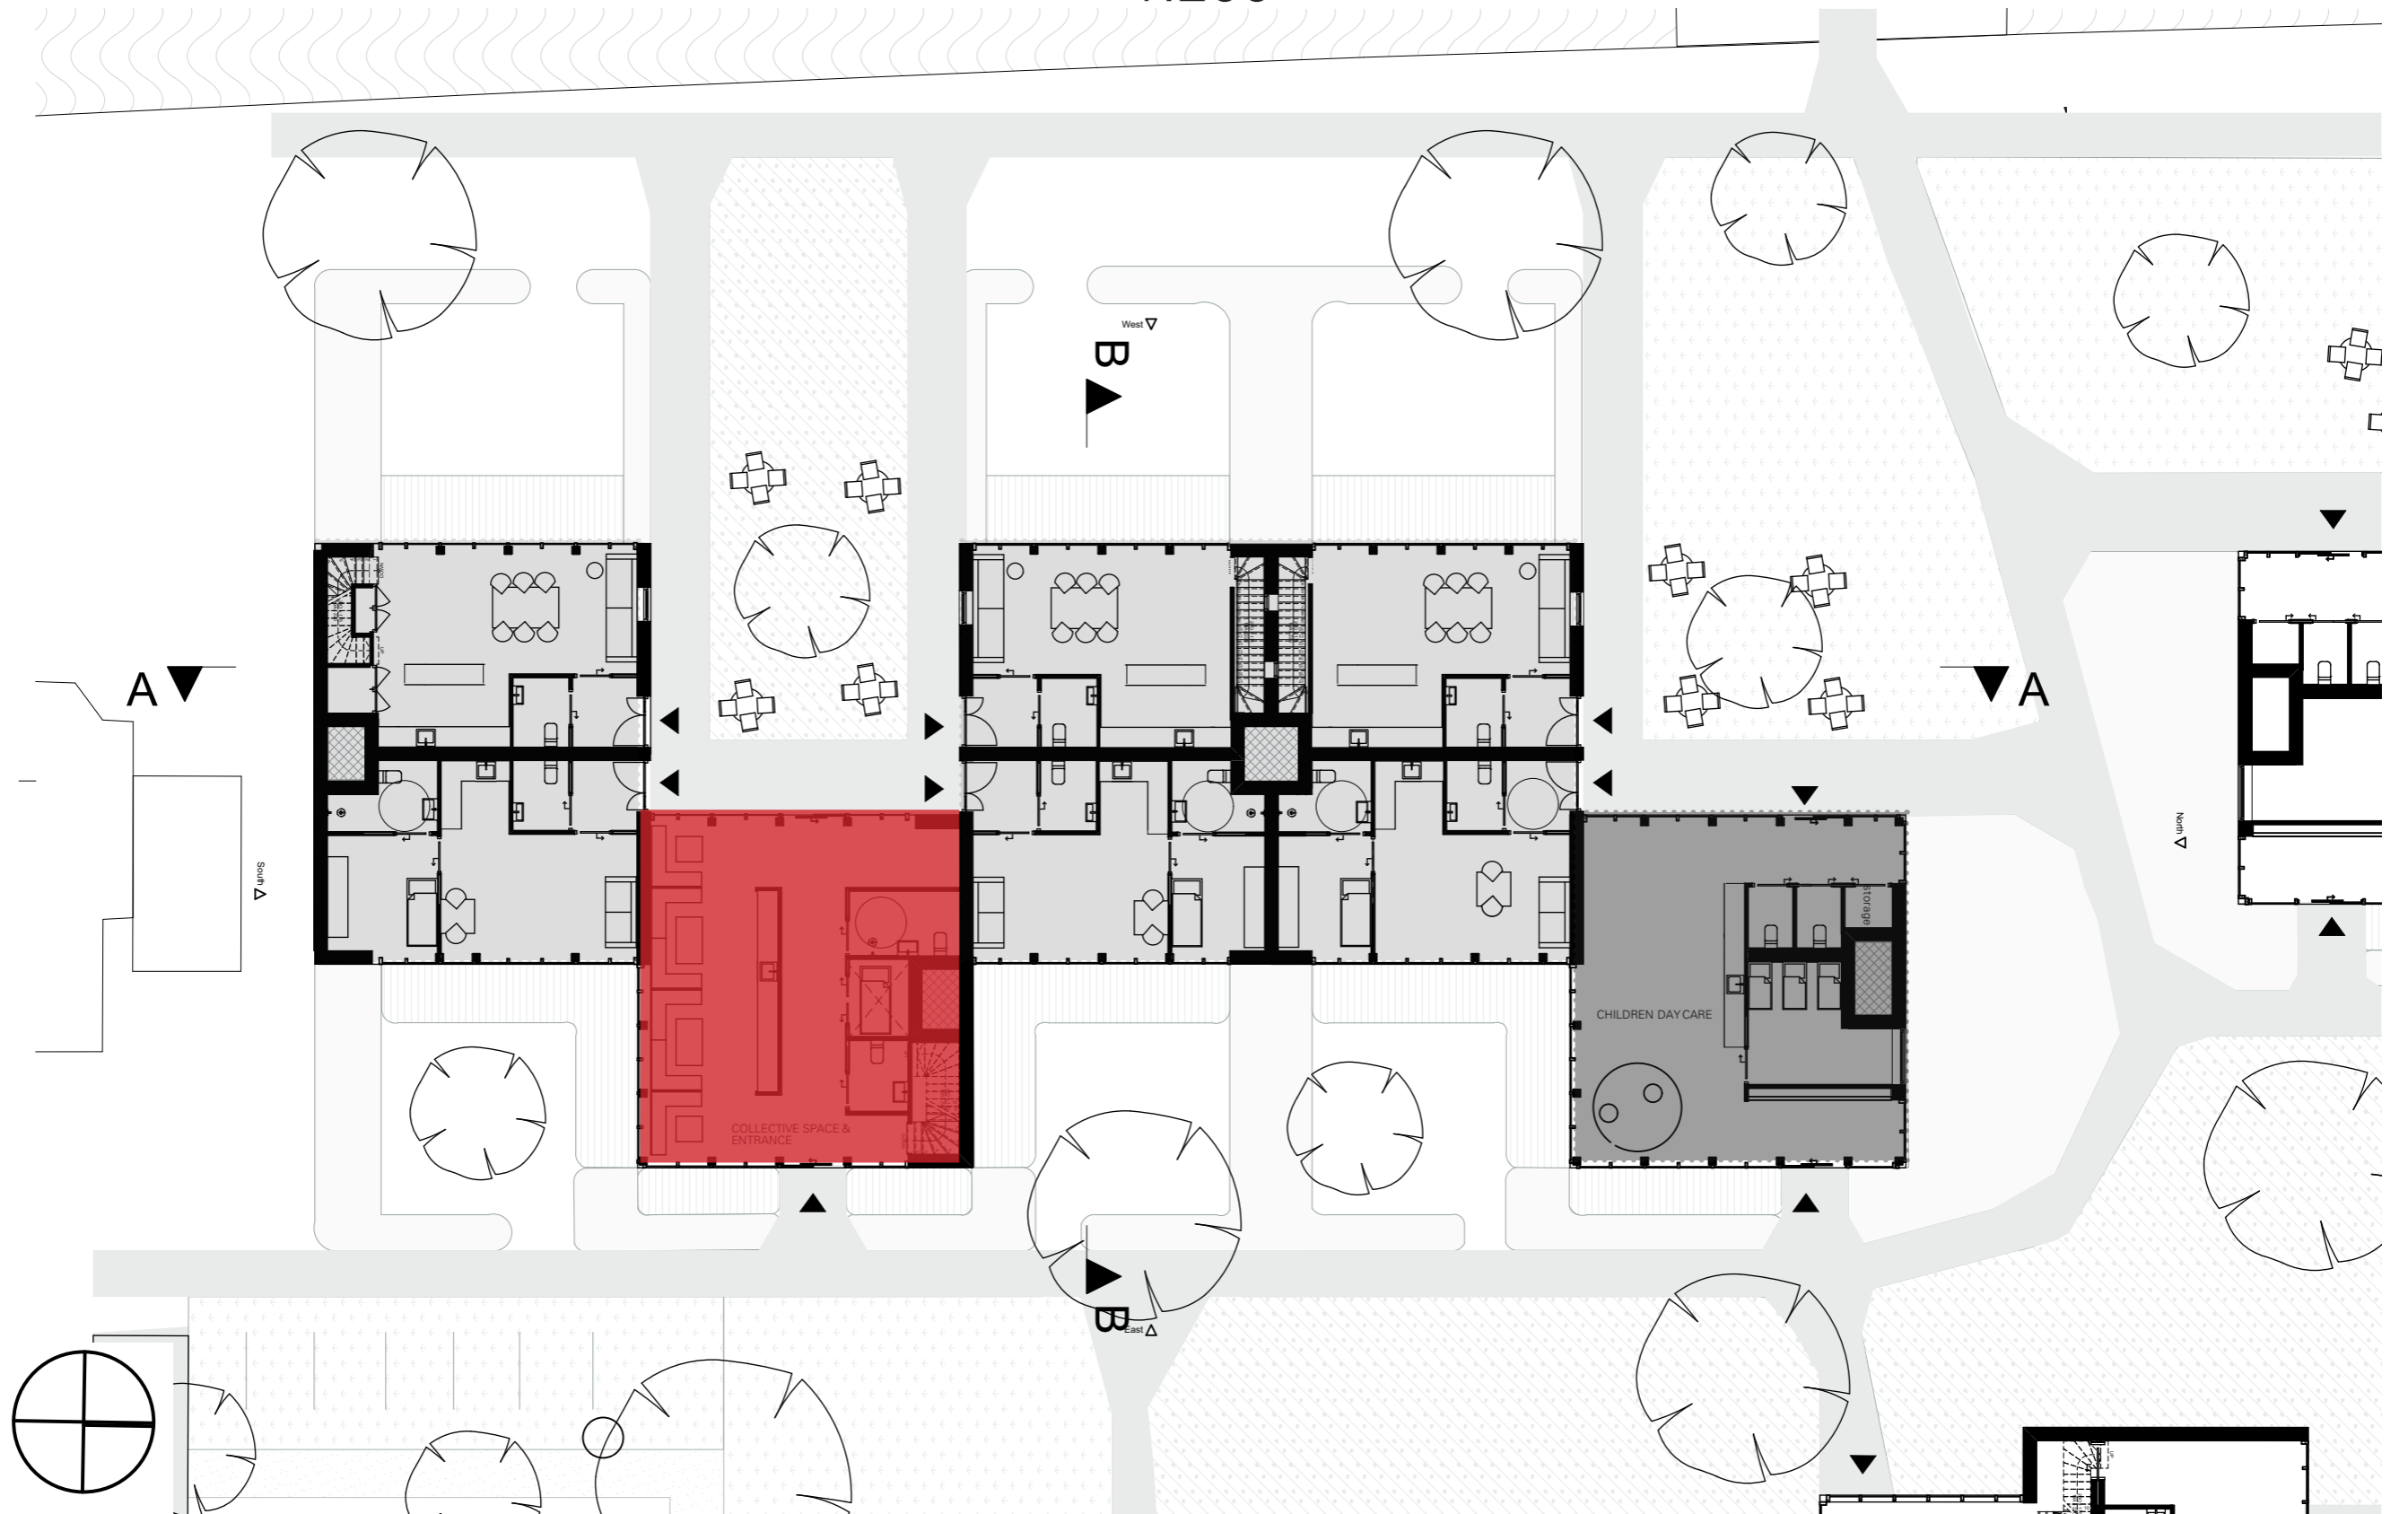 West
B
A
A
North
South
storage
CHILDREN DAY CARE
COLLECTIVE SPACE &
ENTRANCE
B
East